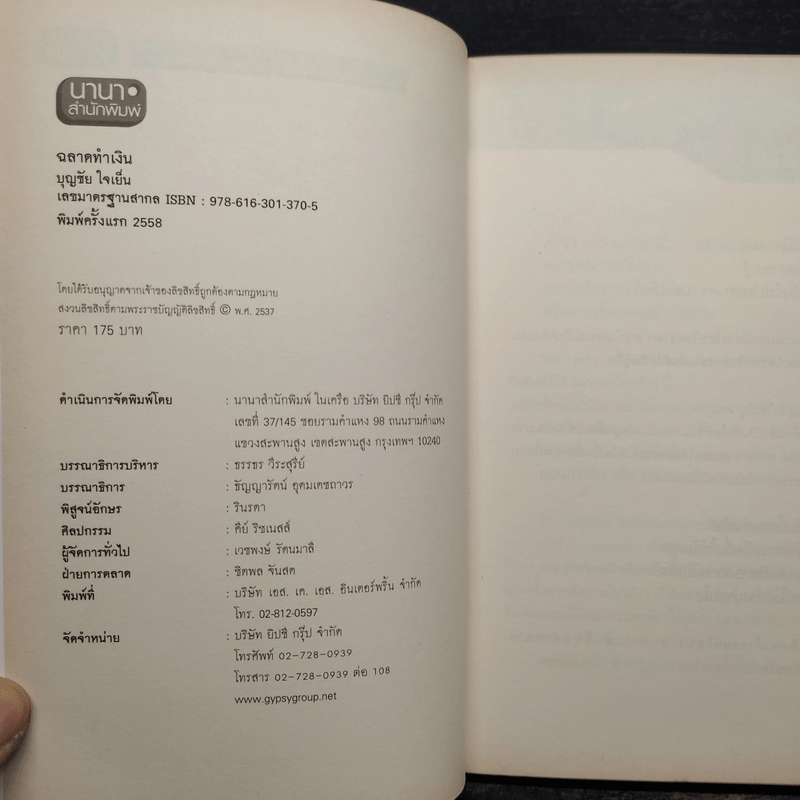 นานา
สำนักพิมพ์
ฉลาดทำเงิน
บุญชัย ใจเย็น
เลขมาตรฐานสากล ISBN : 978-616-301-370-5
พิมพ์ครั้งแรก 2558
โดยได้รับอนุญาตจากเจ้าของลิขสิทธิ์ถูกต้องตามกฎหมาย
สงวนลิขสิทธิ์ตามพระราชบัญญัติลิขสิทธิ์ © พ.ศ. 2537
ราคา 175 บาท
ดำเนินการจัดพิมพ์โดย : นานาสำนักพิมพ์ ในเครือ บริษัท ยิปซี กรุ๊ป จำกัด
เลขที่ 37/145 ซอยรามคำแหง 98 ถนนรามคำแหง
แขวงสะพานสูง เขตสะพานสูง กรุงเทพฯ 10240
บรรณาธิการบริหาร : ธรรธร วีระสุรีย์
บรรณาธิการ : ธัญญารัตน์ อุดมเดชถาวร
พิสูจน์อักษร : รินรดา
ศิลปกรรม : คีย์ ริชเนสส์
ผู้จัดการทั่วไป : เวชพงษ์ รัตนมาลี
ฝ่ายการตลาด : ชิตพล จันสด
พิมพ์ที่ : บริษัท เอส. เค. เอส. อินเตอร์พริ้น จำกัด
โทร. 02-812-0597
จัดจำหน่าย : บริษัท ยิปซี กรุ๊ป จำกัด
โทรศัพท์ 02-728-0939
โทรสาร 02-728-0939 ต่อ 108
www.gypsygroup.net